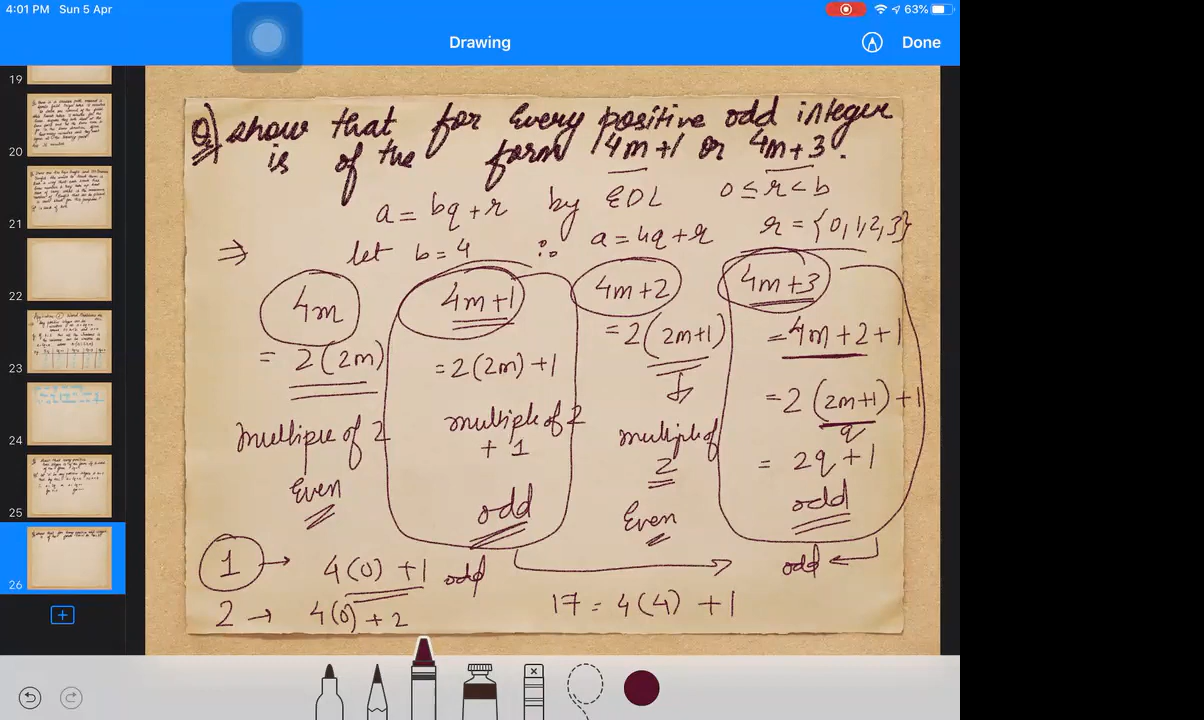 4:01 PM Sun 5 Apr
63%
Drawing
Done
19
20
21
22
23
24
25
26
Q) show that for Every positive odd integer
is of the form 4m+1 or 4m+3.
a = bq + r by EDL 0 ≤ r < b
⇒ let b = 4 ∴ a = 4q + r r = {0,1,2,3}
4m
= 2(2m)
multiple of 2
Even
4m+1
= 2(2m)+1
multiple of 2
+ 1
odd
4m+2
= 2(2m+1)
multiple of
2
Even
4m+3
= 4m+2+1
= 2(2m+1)+1
q
= 2q+1
odd
odd
1 → 4(0)+1 odd
2 → 4(0)+2
17 = 4(4) + 1